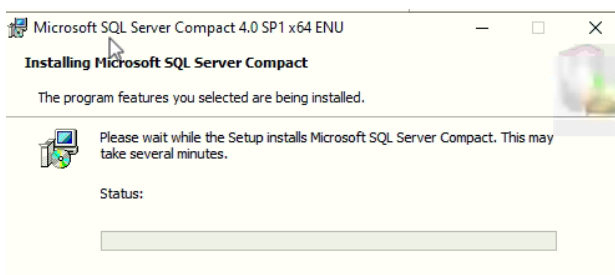 Microsoft SQL Server Compact 4.0 SP1 x64 ENU
Installing Microsoft SQL Server Compact
The program features you selected are being installed.
Please wait while the Setup installs Microsoft SQL Server Compact. This may
take several minutes.
Status: